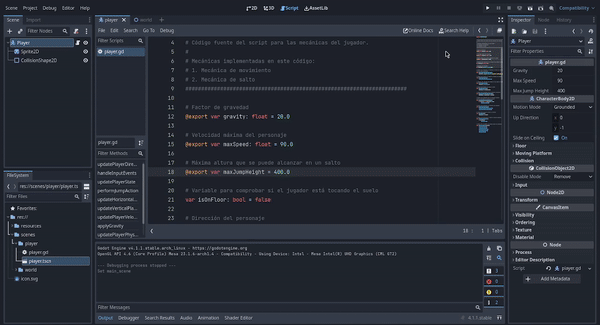 Scene Project Debug Editor Help
2D 3D Script AssetLib
Compatibility
Scene Import
Filter Nodes
Player
Sprite2D
CollisionShape2D
FileSystem
res://scenes/player/player.ts
Filter Files
Favorites:
res://
resources
scenes
player
player.gd
player.tscn
world
icon.svg
player world
File Edit Search Go To Debug
Online Docs Search Help
Filter Scripts
player.gd
player.gd
Filter Methods
updatePlayerDire...
handleInputEvents
updatePlayerState
performJumpAction
updateHorizontal...
updateVerticalPla...
updatePlayerVeloc...
applyGravity
updatePlayerPhys...
4 # Código fuente del script para las mecánicas del jugador.
5 #
6 # Mecánicas implementadas en este código:
7 # 1. Mecánica de movimiento
8 # 2. Mecánica de salto
9
10
11 # Factor de gravedad
12 @export var gravity: float = 20.0
13
14 # Velocidad máxima del personaje
15 @export var maxSpeed: float = 90.0
16
17 # Máxima altura que se puede alcanzar en un salto
18 @export var maxJumpHeight = 400.0
19
20 # Variable para comprobar si el jugador está tocando el suelo
21 var isOnFloor: bool = false
22
23 # Dirección del personaje
18 : 1 Tabs
Godot Engine v4.1.1.stable.arch_linux - https://godotengine.org
OpenGL API 4.6 (Core Profile) Mesa 23.1.6-arch1.4 - Compatibility - Using Device: Intel - Mesa Intel(R) UHD Graphics (CML GT2)
--- Debugging process stopped ---
Set main_scene
Filter Messages
3
0
0
2
Output Debugger Search Results Audio Animation Shader Editor
4.1.1.stable
Inspector Node History
Player
Filter Properties
player.gd
Gravity 20
Max Speed 90
Max Jump Height 400
CharacterBody2D
Motion Mode Grounded
Up Direction x 0
y -1
Slide on Ceiling On
Floor
Moving Platform
Collision
CollisionObject2D
Disable Mode Remove
Input
Node2D
Transform
CanvasItem
Visibility
Ordering
Texture
Material
Node
Process
Editor Description
Script player.gd
Add Metadata